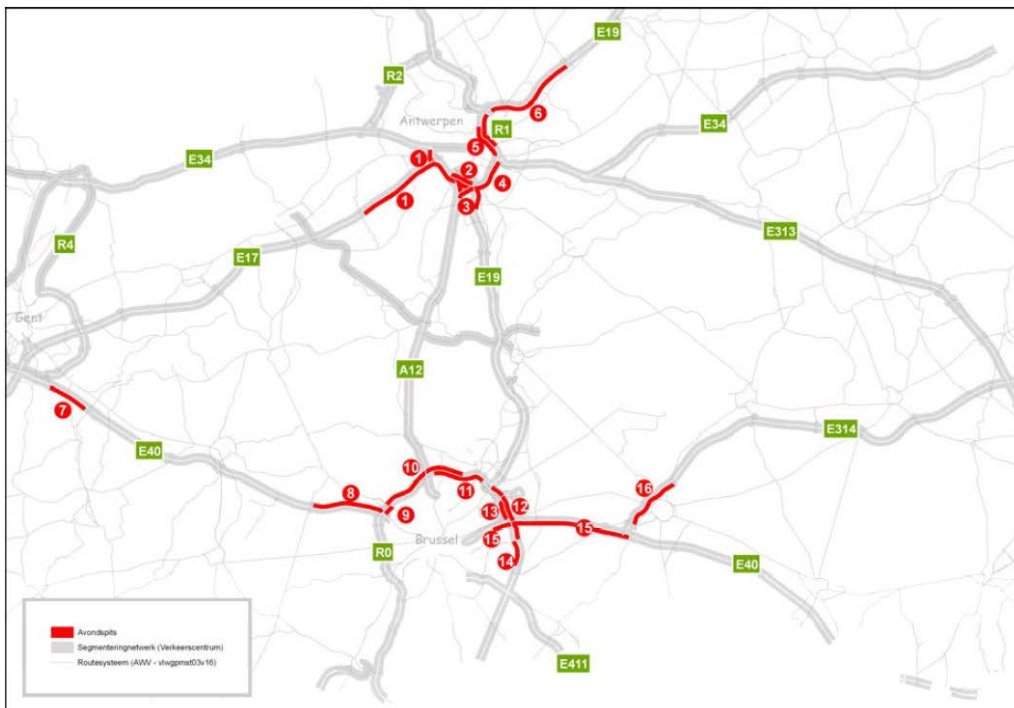 E19
R2
6
Antwerpen
R1
E34
5
E34
1
2
4
1
3
E313
R4
E17
E19
Gent
A12
7
E314
E40
10
8
11
16
9
12
13
Brussel
15
15
R0
14
E40
Avondspits
Segmenteringnetwerk (Verkeerscentrum)
Routesysteem (AWV - vlwgpmst03v16)
E411